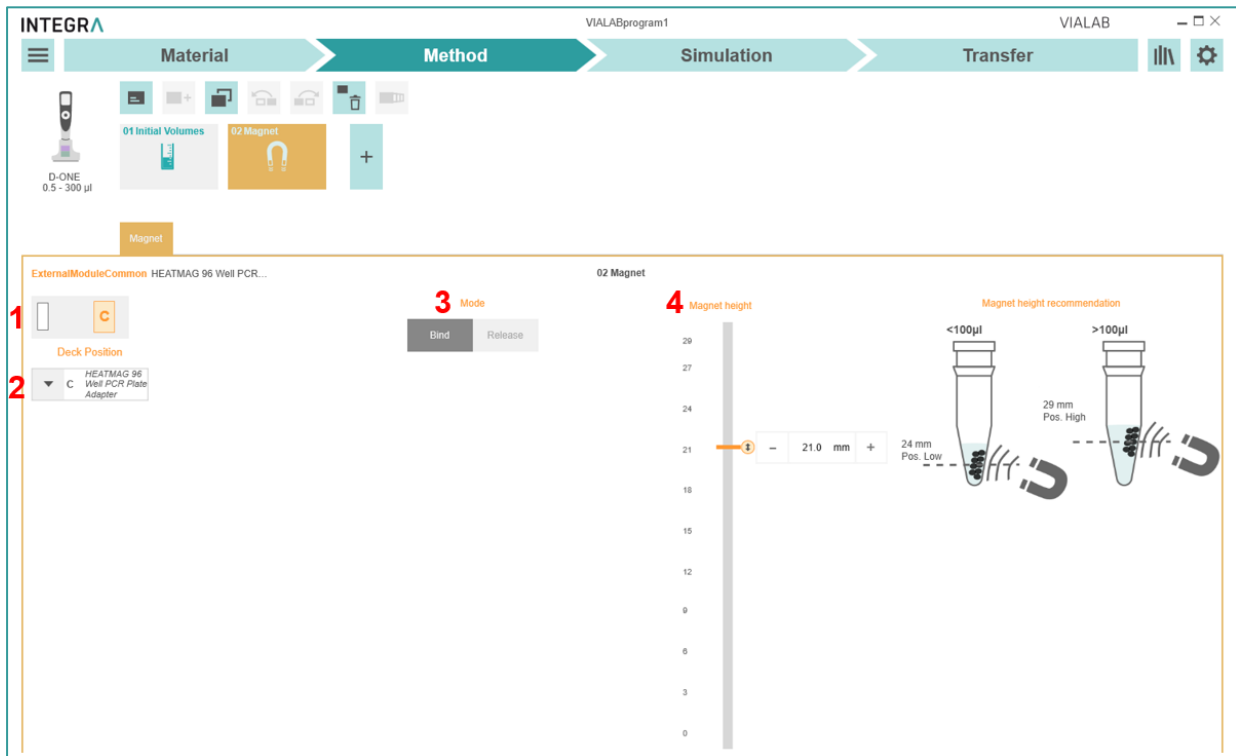 INTEGRA
VIALABprogram1
VIALAB
Material
Method
Simulation
Transfer
D-ONE
0.5 - 300 µl
01 Initial Volumes
02 Magnet
+
Magnet
ExternalModuleCommon HEATMAG 96 Well PCR...
02 Magnet
1
C
Deck Position
2
C
HEATMAG 96
Well PCR Plate
Adapter
3
Mode
Bind
Release
4
Magnet height
29
27
24
21
18
15
12
9
6
3
0
− 21.0 mm +
Magnet height recommendation
<100µl
>100µl
24 mm
Pos. Low
29 mm
Pos. High